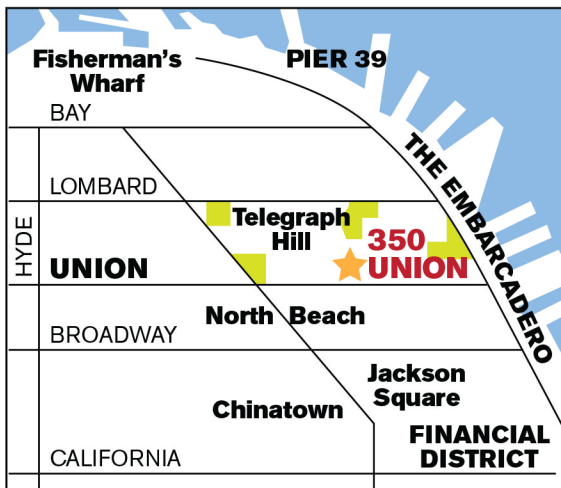 Fisherman's
Wharf
PIER 39
BAY
THE EMBARCADERO
LOMBARD
Telegraph
Hill
HYDE
350
UNION
UNION
North Beach
BROADWAY
Jackson
Square
Chinatown
FINANCIAL
DISTRICT
CALIFORNIA